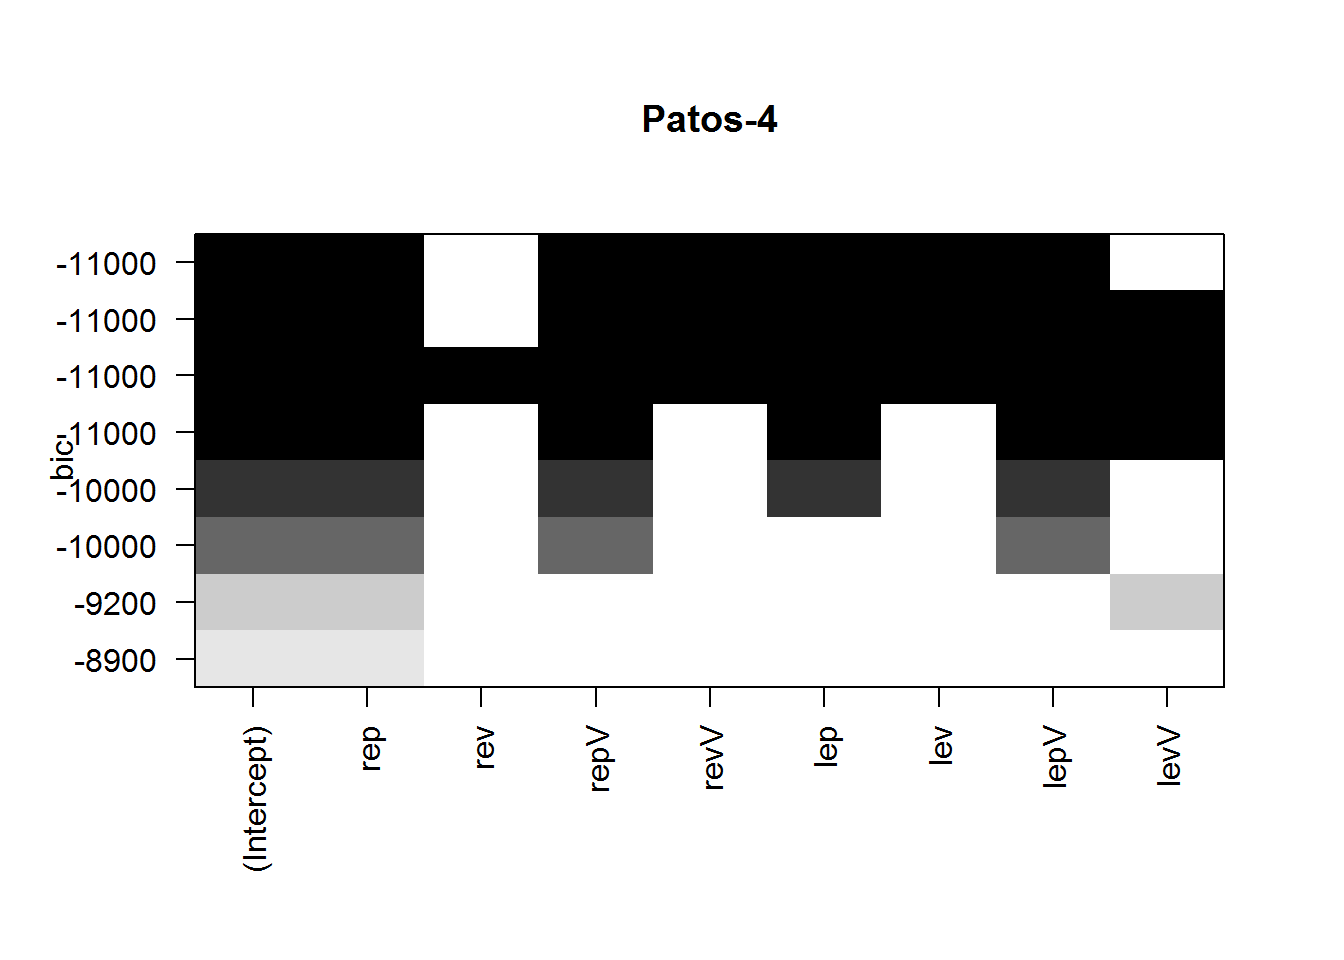 Patos-4
-11000
-11000
-11000
-11000
-10000
-10000
-9200
-8900
bic
(Intercept)
rep
rev
repV
revV
lep
lev
lepV
levV